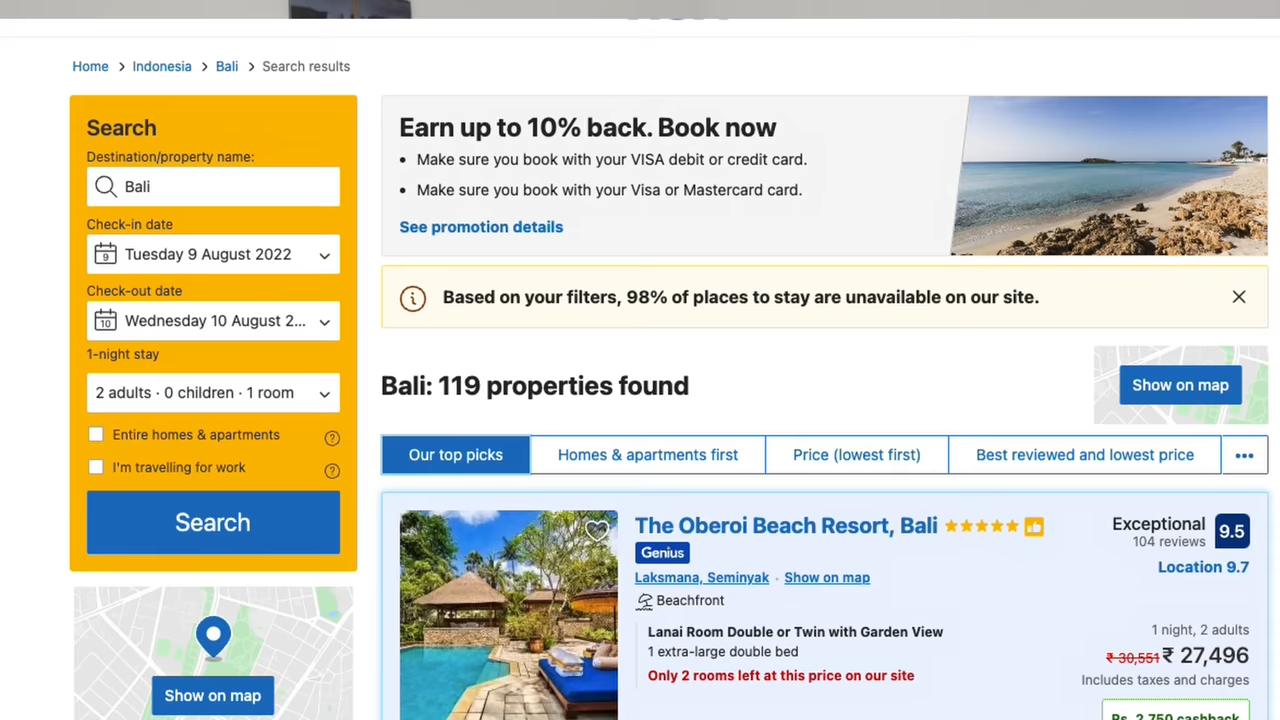 Home > Indonesia > Bali > Search results
Search
Destination/property name:
Bali
Check-in date
9 Tuesday 9 August 2022
Check-out date
10 Wednesday 10 August 2...
1-night stay
2 adults · 0 children · 1 room
Entire homes & apartments ?
I'm travelling for work ?
Search
Show on map
Earn up to 10% back. Book now
• Make sure you book with your VISA debit or credit card.
• Make sure you book with your Visa or Mastercard card.
See promotion details
Based on your filters, 98% of places to stay are unavailable on our site.
Bali: 119 properties found
Show on map
Our top picks
Homes & apartments first
Price (lowest first)
Best reviewed and lowest price
•••
The Oberoi Beach Resort, Bali
Genius
Laksmana, Seminyak · Show on map
Beachfront
Lanai Room Double or Twin with Garden View
1 extra-large double bed
Only 2 rooms left at this price on our site
Exceptional 9.5
104 reviews
Location 9.7
1 night, 2 adults
₹ 30,551 ₹ 27,496
Includes taxes and charges
Rs. 2,750 cashback